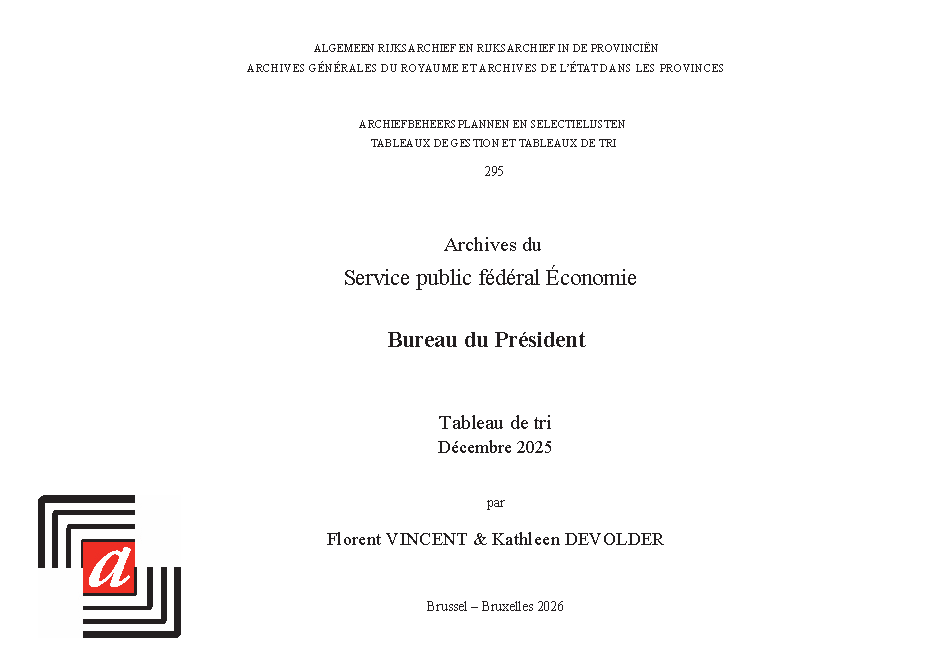 ALGEMEEN RIJKSARCHIEF EN RIJKSARCHIEF IN DE PROVINCIËN
ARCHIVES GÉNÉRALES DU ROYAUME ET ARCHIVES DE L'ÉTAT DANS LES PROVINCES
ARCHIEFBEHEERSPLANNEN EN SELECTIELIJSTEN
TABLEAUX DE GESTION ET TABLEAUX DE TRI
295
Archives du
Service public fédéral Économie
Bureau du Président
Tableau de tri
Décembre 2025
par
Florent VINCENT & Kathleen DEVOLDER
a
Brussel – Bruxelles 2026